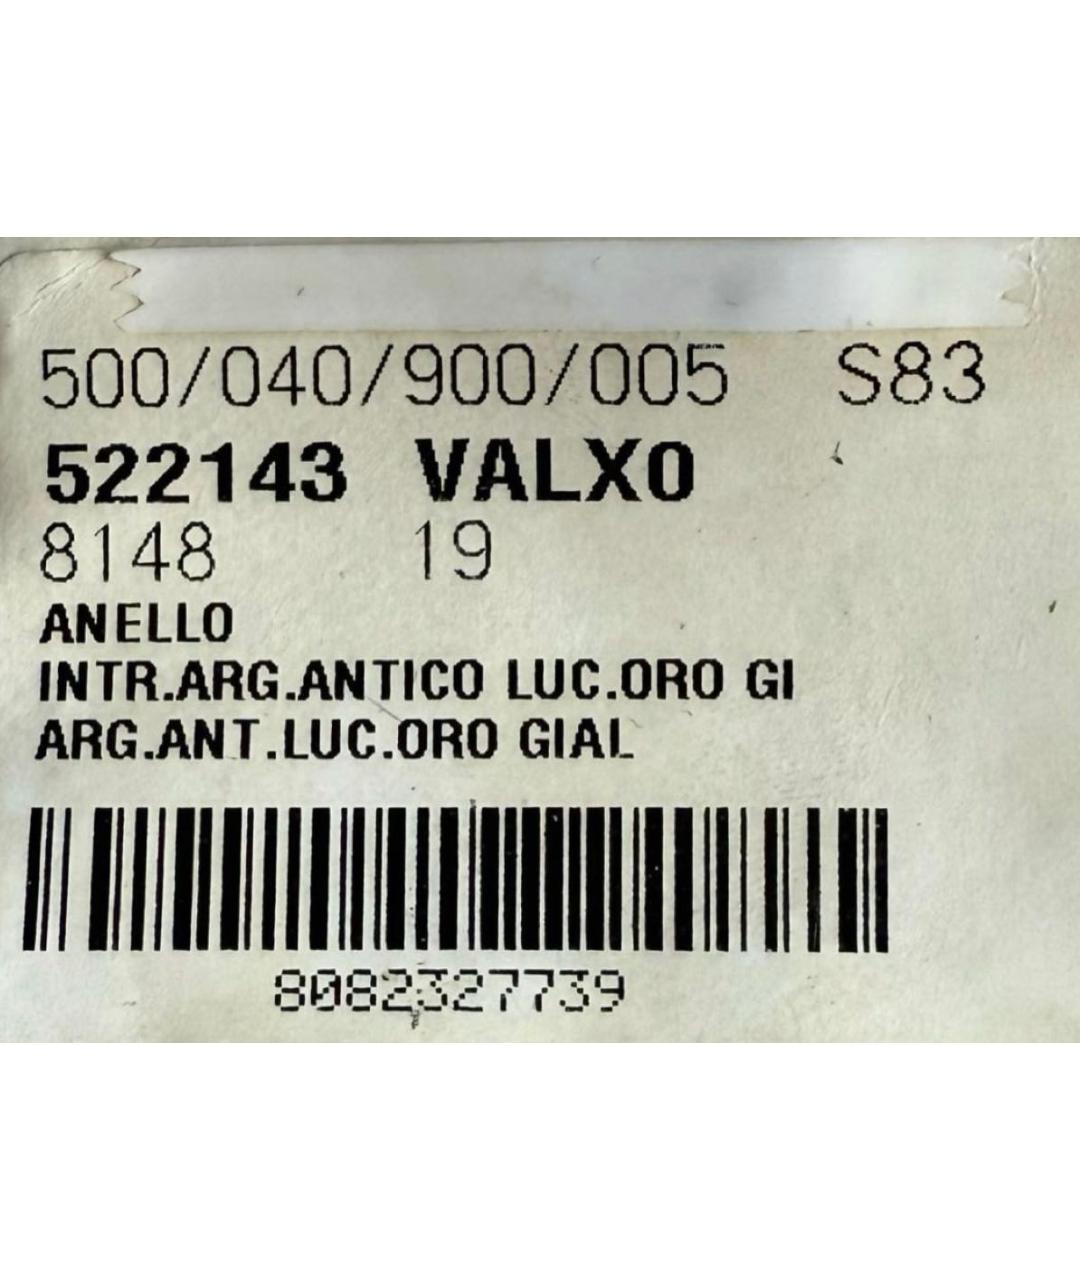 500/040/900/005 S83
522143 VALX0
8148 19
ANELLO
INTR.ARG.ANTICO LUC.ORO GI
ARG.ANT.LUC.ORO GIAL
8082327739